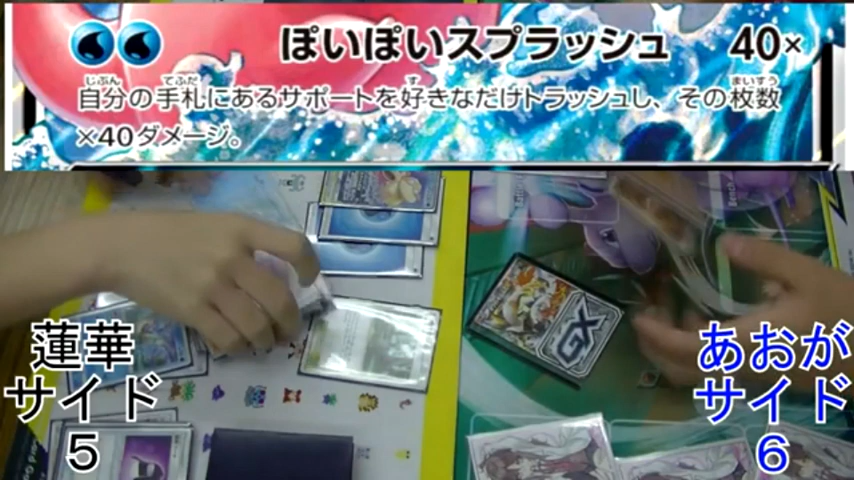 ぽいぽいスプラッシュ 40×
自分の手札にあるサポートを好きなだけトラッシュし、その枚数
×40ダメージ。
Bench
XG
蓮華
サイド
5
あおが
サイド
6